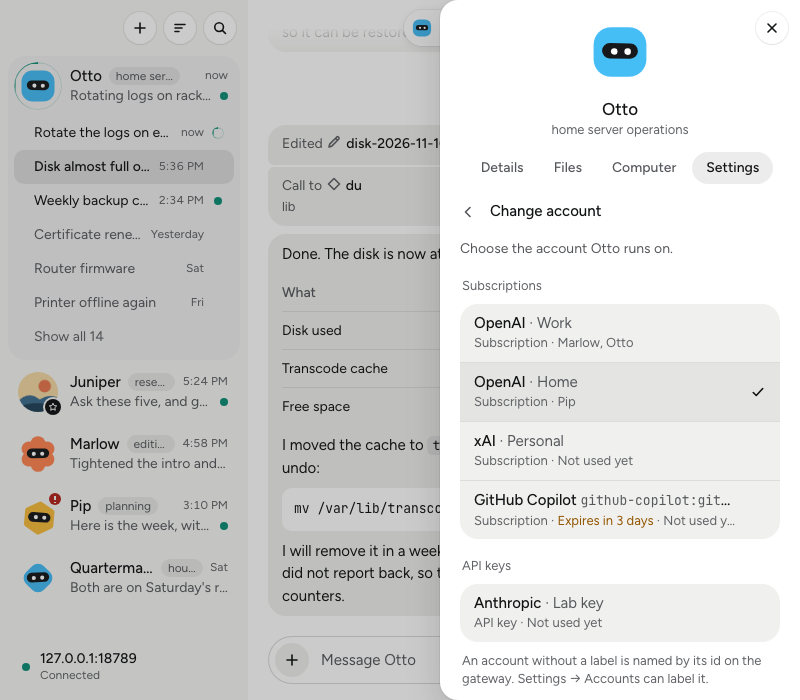 Otto home ser... now
Rotating logs on rack...
Rotate the logs on e... now
Disk almost full o... 5:36 PM
Weekly backup c... 2:34 PM
Certificate rene... Yesterday
Router firmware Sat
Printer offline again Fri
Show all 14
Juniper rese... 5:24 PM
Ask these five, and g...
Marlow editi... 4:58 PM
Tightened the intro and...
Pip planning 3:10 PM
Here is the week, wit...
Quarterma... hou... Sat
Both are on Saturday's r...
127.0.0.1:18789
Connected
so it can be restor
Edited disk-2026-11-1
Call to du
lib
Done. The disk is now at
What
Disk used
Transcode cache
Free space
I moved the cache to
undo:
mv /var/lib/transco
I will remove it in a week
did not report back, so t
counters.
Message Otto
Otto
home server operations
Details Files Computer Settings
Change account
Choose the account Otto runs on.
Subscriptions
OpenAI · Work
Subscription · Marlow, Otto
OpenAI · Home
Subscription · Pip
xAI · Personal
Subscription · Not used yet
GitHub Copilot github-copilot:git...
Subscription · Expires in 3 days · Not used y...
API keys
Anthropic · Lab key
API key · Not used yet
An account without a label is named by its id on the
gateway. Settings → Accounts can label it.